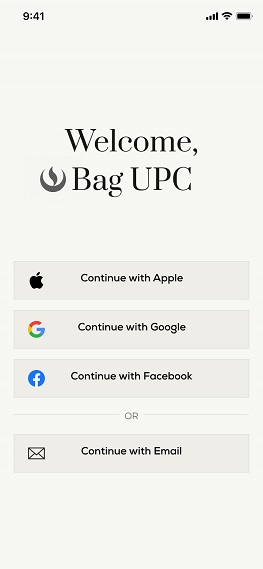 9:41
Welcome,
Bag UPC
Continue with Apple
Continue with Google
Continue with Facebook
OR
Continue with Email